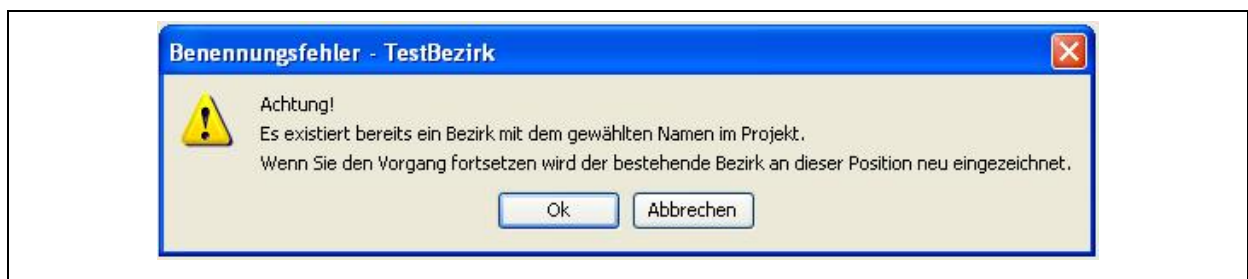 Benennungsfehler - TestBezirk
Achtung!
Es existiert bereits ein Bezirk mit dem gewählten Namen im Projekt.
Wenn Sie den Vorgang fortsetzen wird der bestehende Bezirk an dieser Position neu eingezeichnet.
Ok Abbrechen